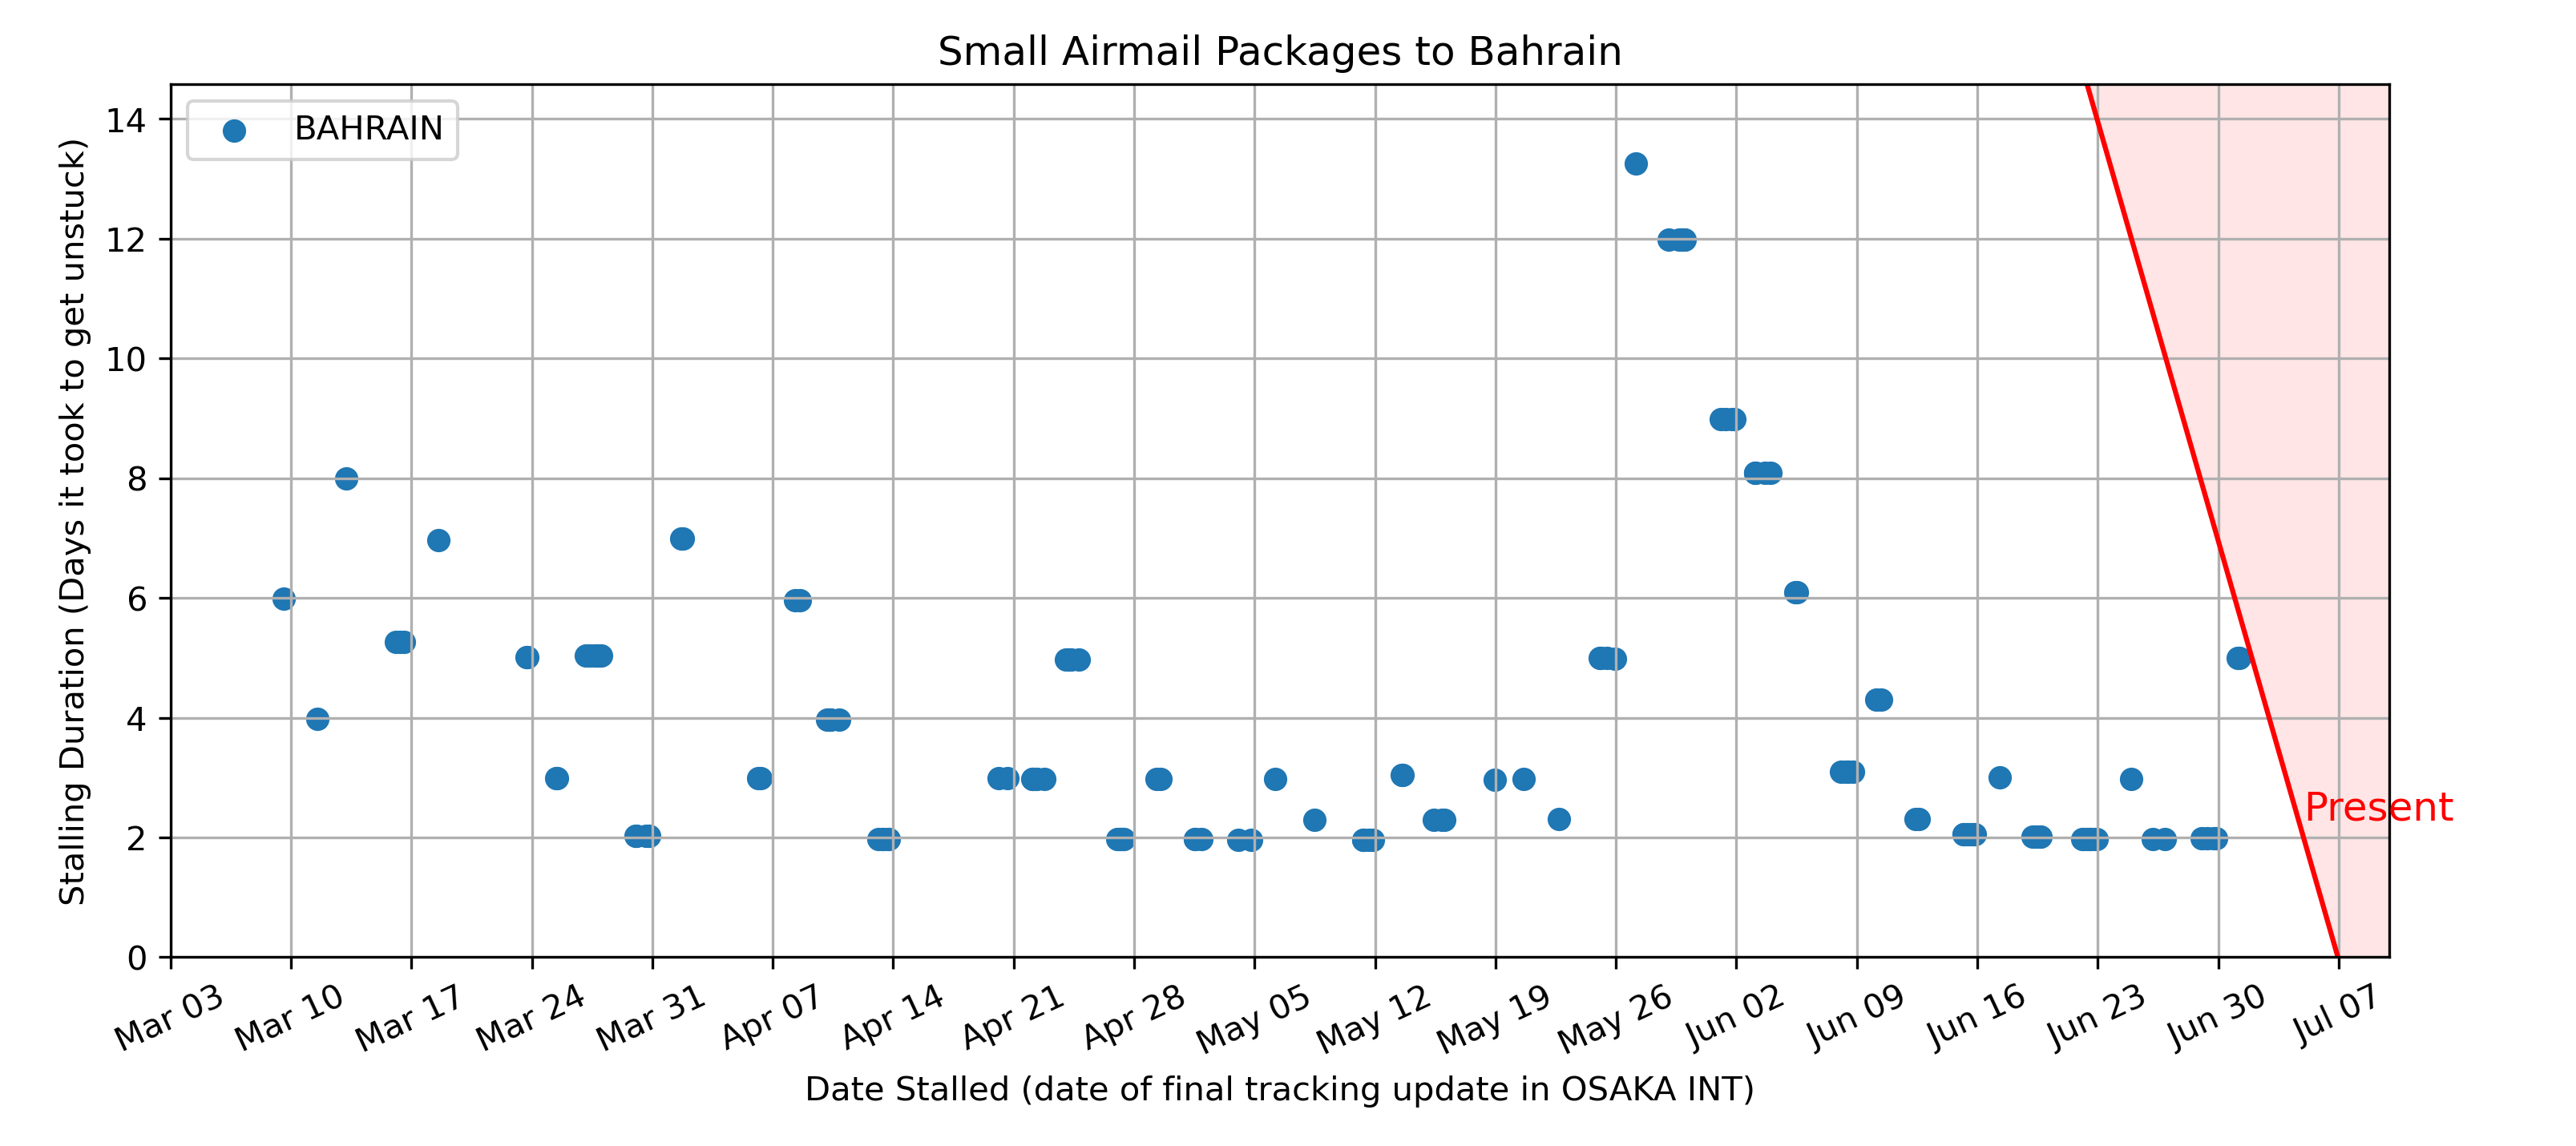 Small Airmail Packages to Bahrain
BAHRAIN
Stalling Duration (Days it took to get unstuck)
14
12
10
8
6
4
2
0
Present
Mar 03
Mar 10
Mar 17
Mar 24
Mar 31
Apr 07
Apr 14
Apr 21
Apr 28
May 05
May 12
May 19
May 26
Jun 02
Jun 09
Jun 16
Jun 23
Jun 30
Jul 07
Date Stalled (date of final tracking update in OSAKA INT)